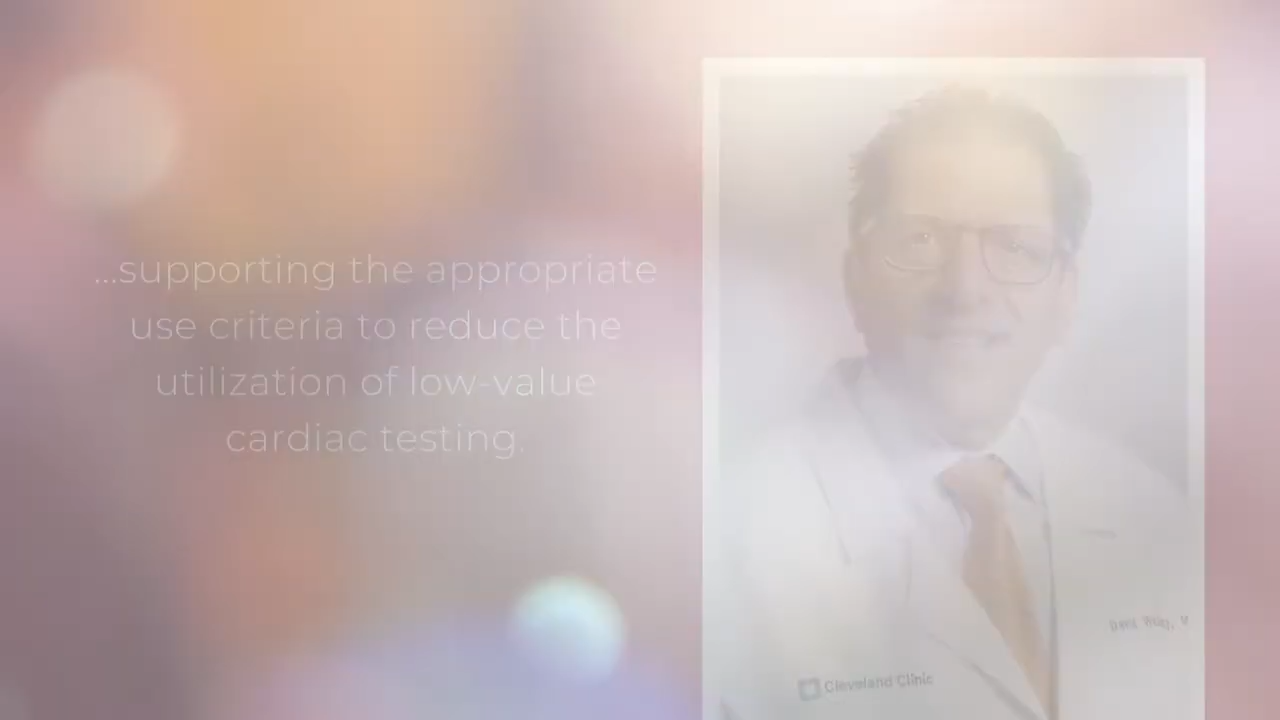 ...supporting the appropriate
use criteria to reduce the
utilization of low-value
cardiac testing.
Cleveland Clinic